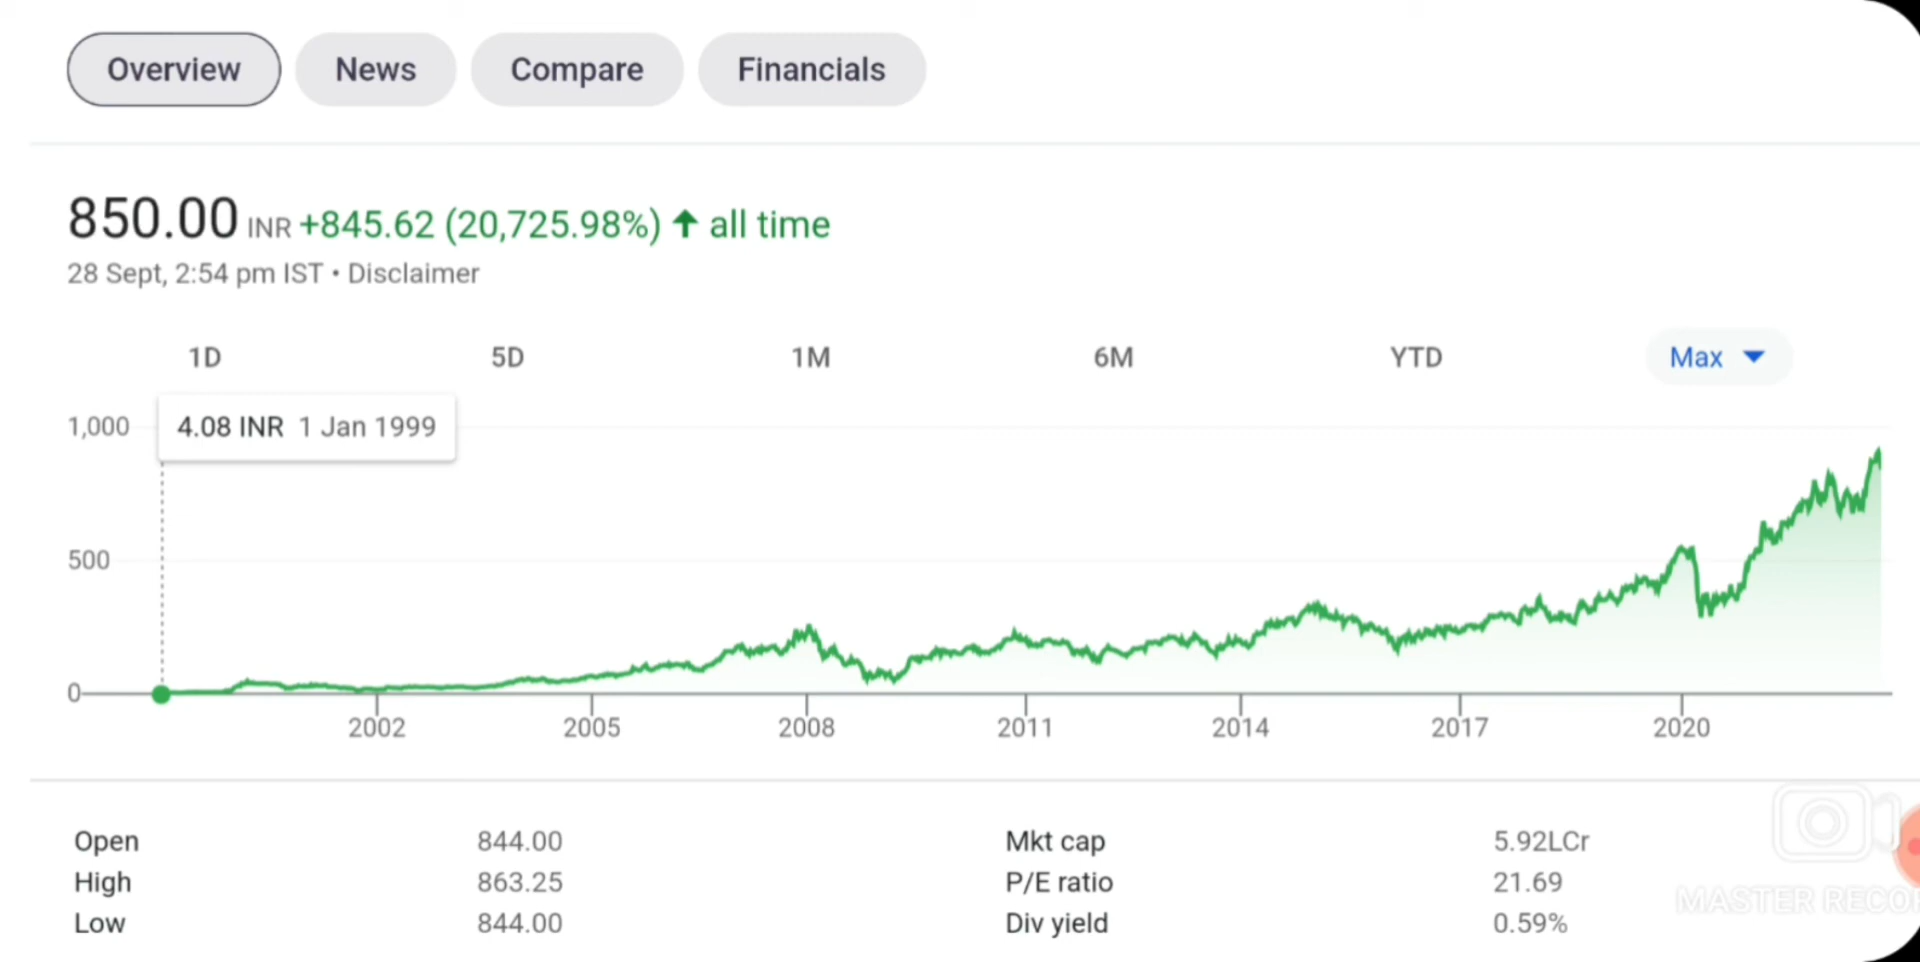 Overview News Compare Financials
850.00 INR +845.62 (20,725.98%) ↑ all time
28 Sept, 2:54 pm IST • Disclaimer
1D 5D 1M 6M YTD Max
1,000 4.08 INR 1 Jan 1999
500
0
2002 2005 2008 2011 2014 2017 2020
Open 844.00 Mkt cap 5.92LCr
High 863.25 P/E ratio 21.69
Low 844.00 Div yield 0.59%
MASTER